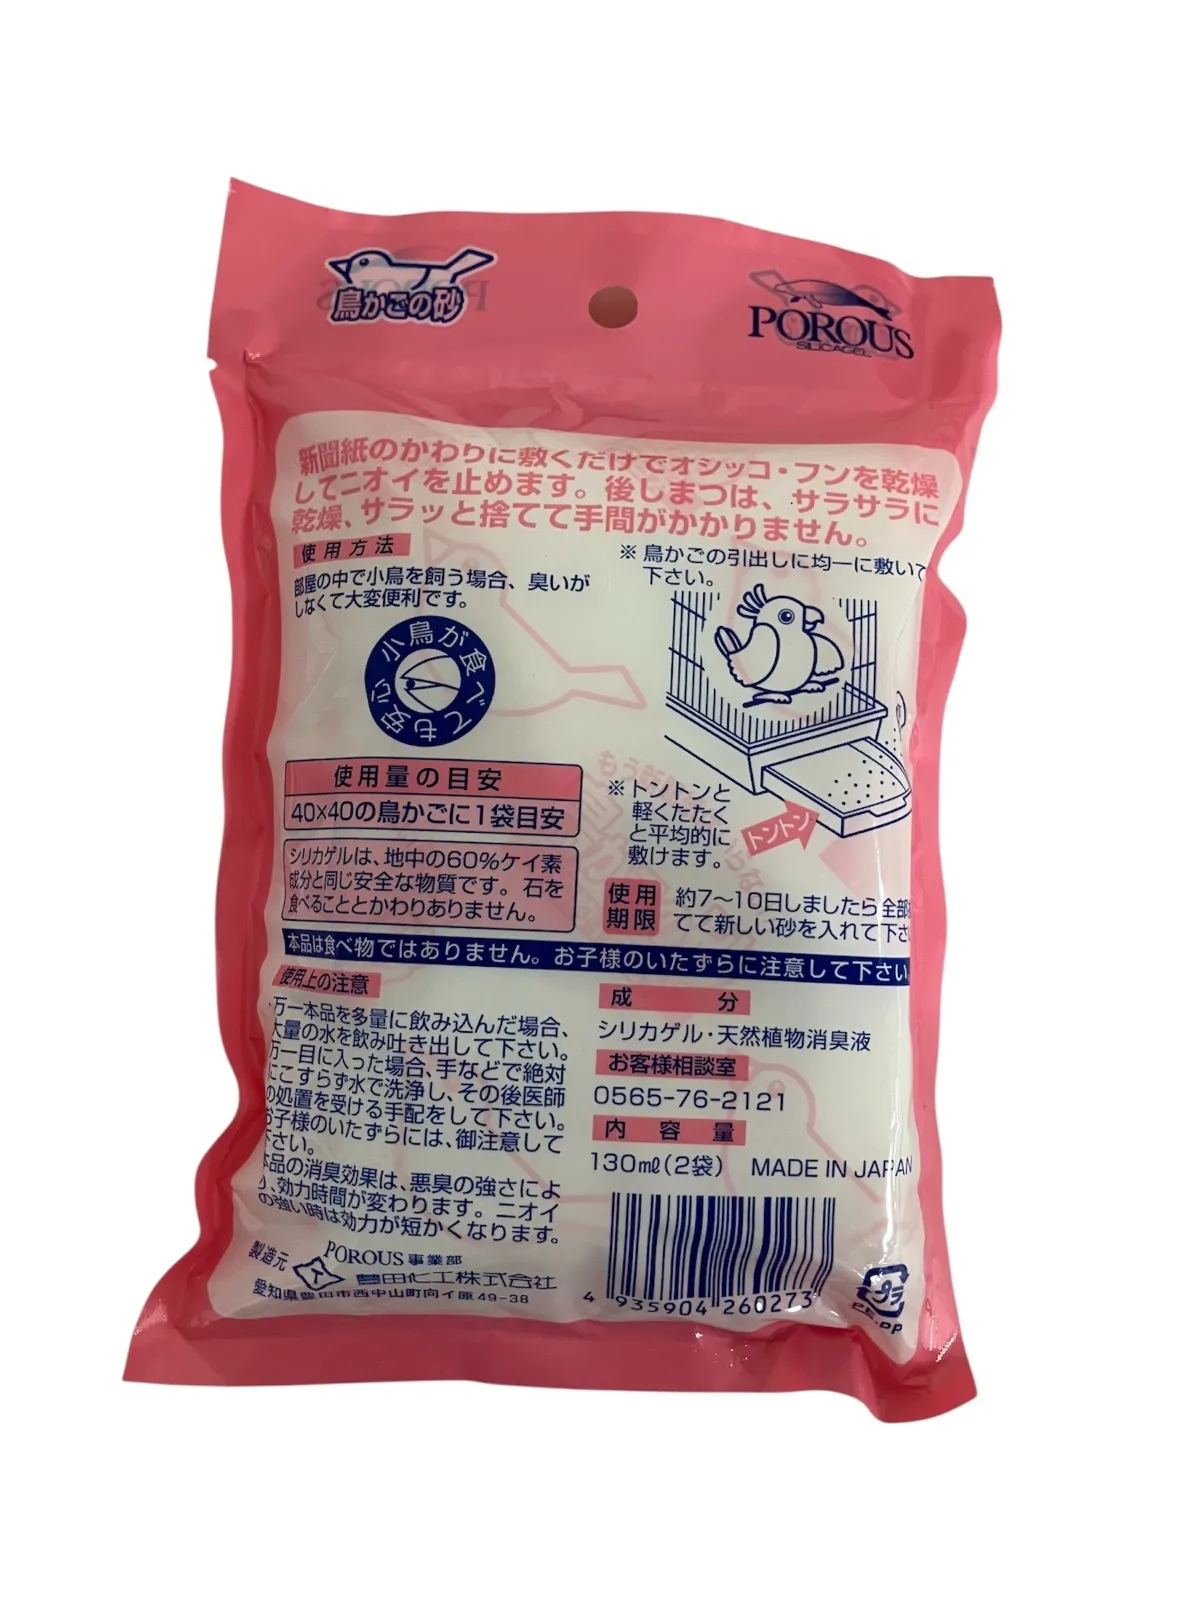 鳥かごの砂
POROUS
SILICAGEL
新聞紙のかわりに敷くだけでオシッコ・フンを乾燥
してニオイを止めます。後しまつは、サラサラに
乾燥、サラッと捨てて手間がかかりません。
使用方法
部屋の中で小鳥を飼う場合、臭いが
しなくて大変便利です。
小鳥が食べても安心
※鳥かごの引出しに均一に敷いて
下さい。
※トントンと
軽くたたく
と平均的に
敷けます。
トントン
使用量の目安
40×40の鳥かごに1袋目安
シリカゲルは、地中の60%ケイ素
成分と同じ安全な物質です。石を
食べることとかわりありません。
使用
期限
約7〜10日しましたら全部
てて新しい砂を入れて下さ
本品は食べ物ではありません。お子様のいたずらに注意して下さい。
使用上の注意
万一本品を多量に飲み込んだ場合、
大量の水を飲み吐き出して下さい。
万一目に入った場合、手などで絶対
にこすらず水で洗浄し、その後医師
の処置を受ける手配をして下さい。
お子様のいたずらには、御注意して
下さい。
本品の消臭効果は、悪臭の強さによ
り、効力時間が変わります。ニオイ
の強い時は効力が短かくなります。
成分
シリカゲル・天然植物消臭液
お客様相談室
0565-76-2121
内容量
130mℓ(2袋) MADE IN JAPAN
製造元 POROUS事業部
豊田化工株式会社
愛知県豊田市西中山町向イ原49-38
4 935904 260273
プラ
PE.PP